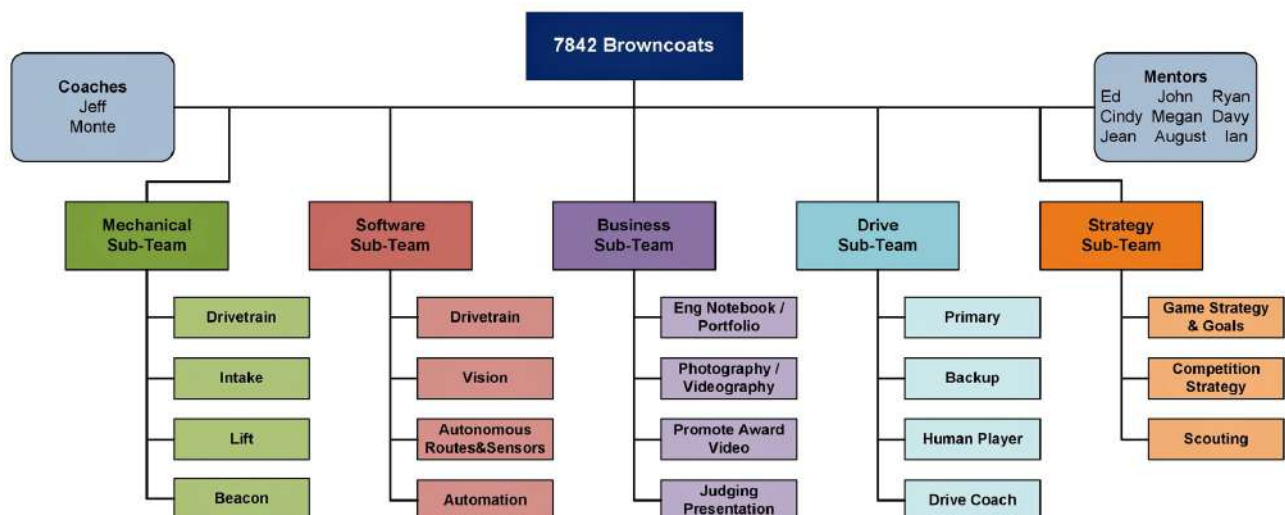 7842 Browncoats
Coaches
Jeff
Monte
Mentors
Ed John Ryan
Cindy Megan Davy
Jean August Ian
Mechanical
Sub-Team
Software
Sub-Team
Business
Sub-Team
Drive
Sub-Team
Strategy
Sub-Team
Drivetrain
Intake
Lift
Beacon
Drivetrain
Vision
Autonomous
Routes&Sensors
Automation
Eng Notebook /
Portfolio
Photography /
Videography
Promote Award
Video
Judging
Presentation
Primary
Backup
Human Player
Drive Coach
Game Strategy
& Goals
Competition
Strategy
Scouting